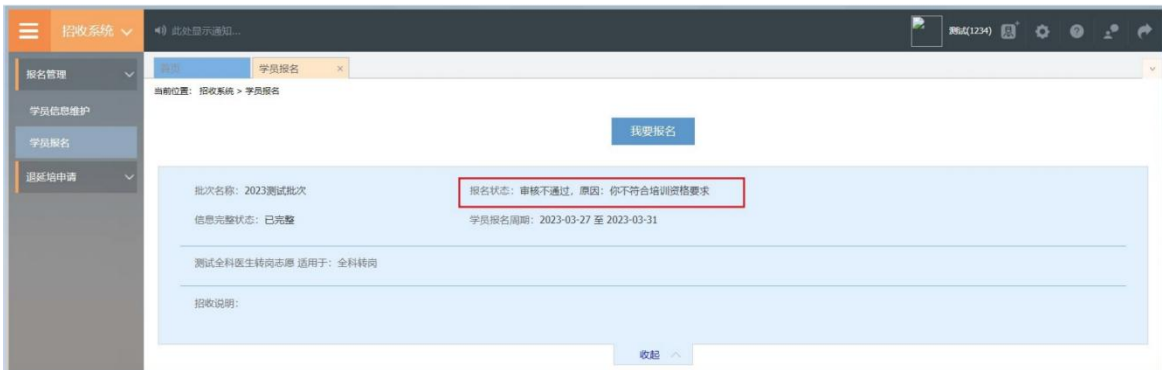 招收系统 此处显示通知... 测试(1234)
报名管理
学员信息维护
学员报名
退延培申请
首页 学员报名 ×
当前位置: 招收系统 > 学员报名
我要报名
批次名称: 2023测试批次 报名状态: 审核不通过, 原因: 你不符合培训资格要求
信息完整状态: 已完整 学员报名周期: 2023-03-27 至 2023-03-31
测试全科医生转岗志愿 适用于: 全科转岗
招收说明:
收起